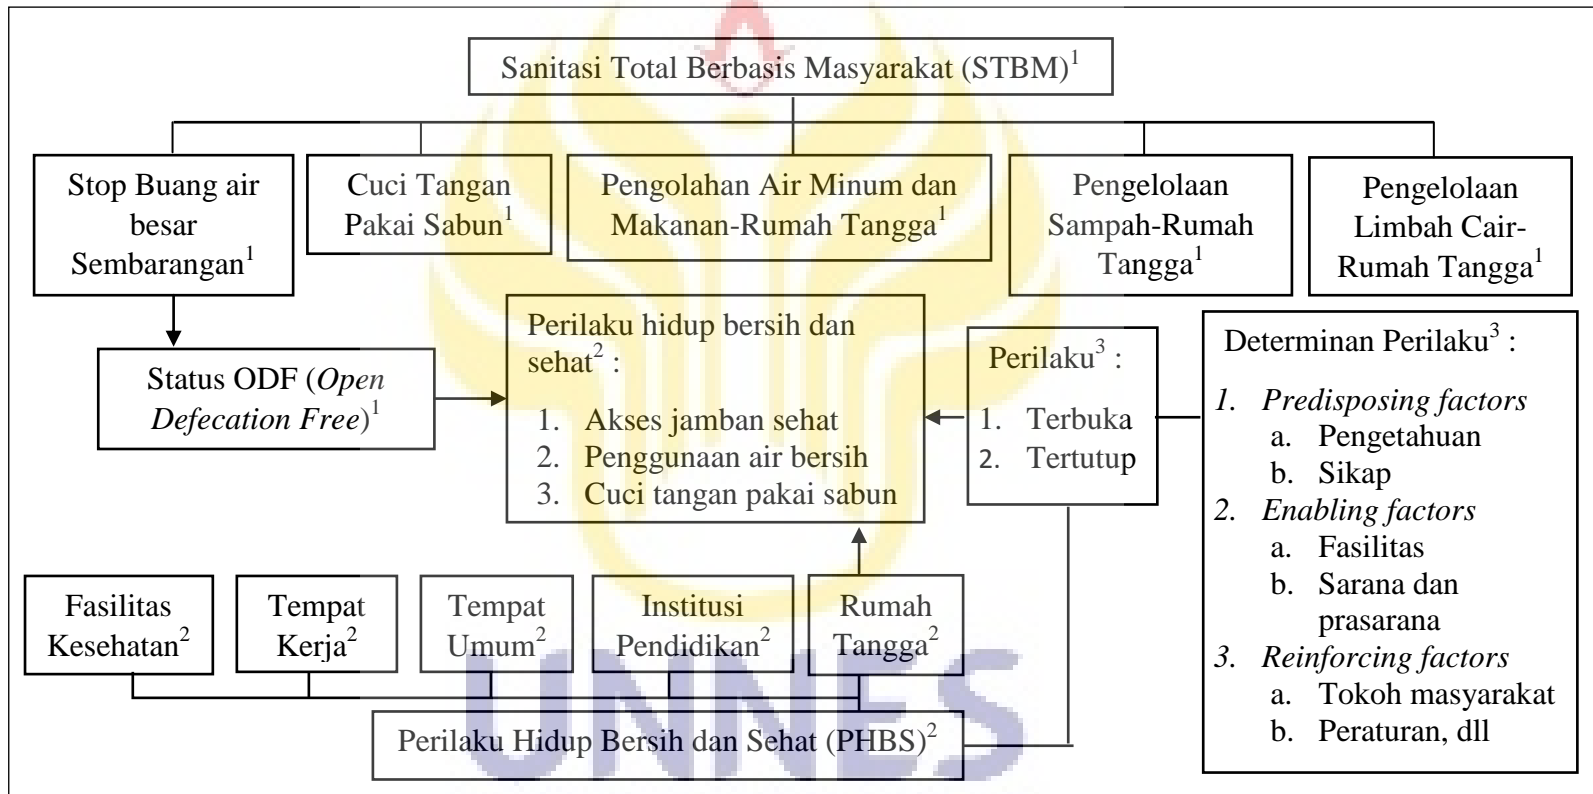 Sanitasi Total Berbasis Masyarakat (STBM)¹
Stop Buang air
besar
Sembarangan¹
Cuci Tangan
Pakai Sabun¹
Pengolahan Air Minum dan
Makanan-Rumah Tangga¹
Pengelolaan
Sampah-Rumah
Tangga¹
Pengelolaan
Limbah Cair-
Rumah Tangga¹
Status ODF (Open
Defecation Free)¹
Perilaku hidup bersih dan
sehat² :
1. Akses jamban sehat
2. Penggunaan air bersih
3. Cuci tangan pakai sabun
Perilaku³ :
1. Terbuka
2. Tertutup
Determinan Perilaku³ :
1. Predisposing factors
a. Pengetahuan
b. Sikap
2. Enabling factors
a. Fasilitas
b. Sarana dan
prasarana
3. Reinforcing factors
a. Tokoh masyarakat
b. Peraturan, dll
Fasilitas
Kesehatan²
Tempat
Kerja²
Tempat
Umum²
Institusi
Pendidikan²
Rumah
Tangga²
Perilaku Hidup Bersih dan Sehat (PHBS)²
UNNES